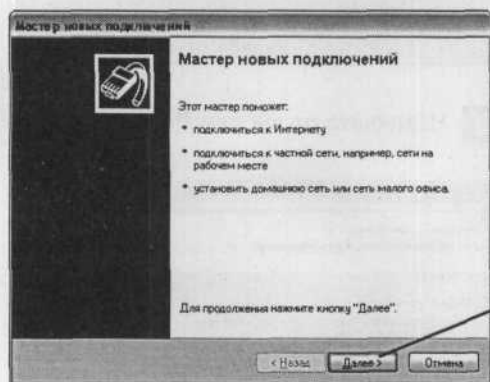 Мастер новых подключений
Мастер новых подключений
Этот мастер поможет:
* подключиться к Интернету
* подключиться к частной сети, например, сети на
рабочем месте
* установить домашнюю сеть или сеть малого офиса.
Для продолжения нажмите кнопку "Далее".
< Назад Далее > Отмена